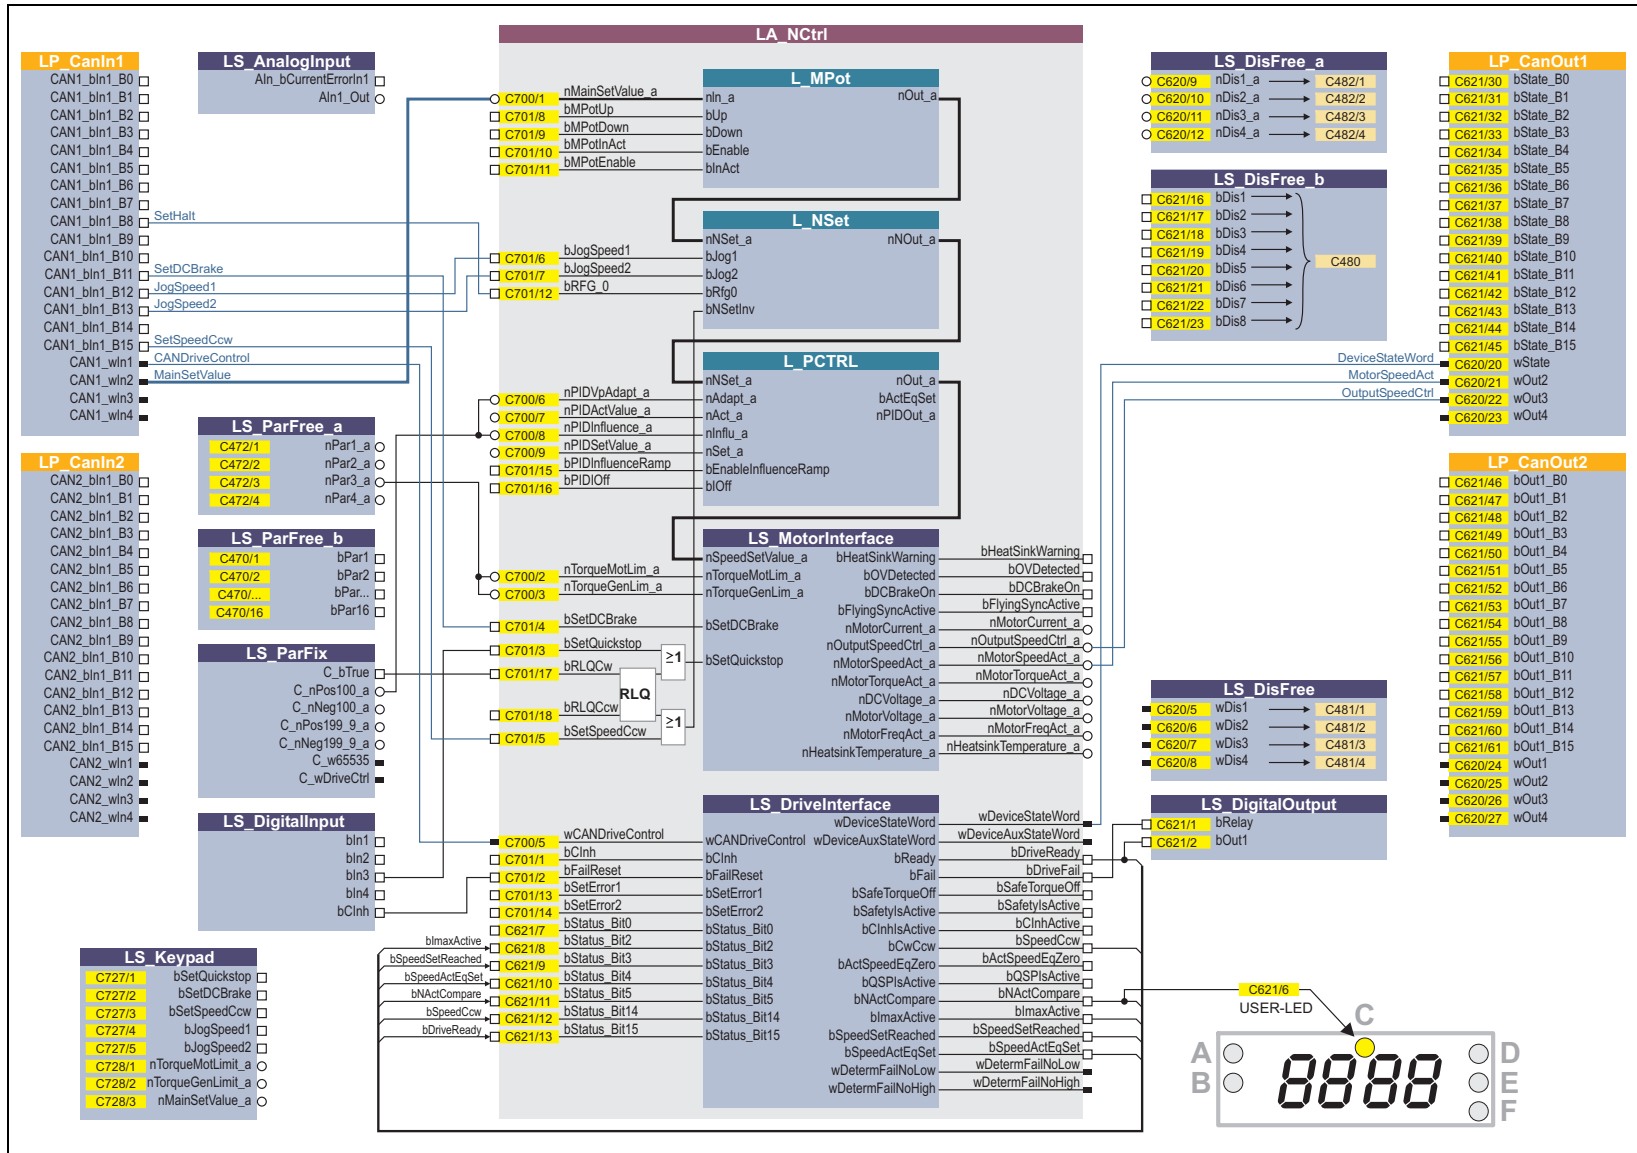 LA_NCtrl
LP_CanIn1
CAN1_bIn1_B0
CAN1_bIn1_B1
CAN1_bIn1_B2
CAN1_bIn1_B3
CAN1_bIn1_B4
CAN1_bIn1_B5
CAN1_bIn1_B6
CAN1_bIn1_B7
CAN1_bIn1_B8 SetHalt
CAN1_bIn1_B9
CAN1_bIn1_B10
CAN1_bIn1_B11 SetDCBrake
CAN1_bIn1_B12 JogSpeed1
CAN1_bIn1_B13 JogSpeed2
CAN1_bIn1_B14
CAN1_bIn1_B15 SetSpeedCcw
CAN1_wIn1 CANDriveControl
CAN1_wIn2 MainSetValue
CAN1_wIn3
CAN1_wIn4
LP_CanIn2
CAN2_bIn1_B0
CAN2_bIn1_B1
CAN2_bIn1_B2
CAN2_bIn1_B3
CAN2_bIn1_B4
CAN2_bIn1_B5
CAN2_bIn1_B6
CAN2_bIn1_B7
CAN2_bIn1_B8
CAN2_bIn1_B9
CAN2_bIn1_B10
CAN2_bIn1_B11
CAN2_bIn1_B12
CAN2_bIn1_B13
CAN2_bIn1_B14
CAN2_bIn1_B15
CAN2_wIn1
CAN2_wIn2
CAN2_wIn3
CAN2_wIn4
LS_Keypad
C727/1 bSetQuickstop
C727/2 bSetDCBrake
C727/3 bSetSpeedCcw
C727/4 bJogSpeed1
C727/5 bJogSpeed2
C728/1 nTorqueMotLimit_a
C728/2 nTorqueGenLimit_a
C728/3 nMainSetValue_a
LS_AnalogInput
AIn_bCurrentErrorIn1
AIn1_Out
LS_ParFree_a
C472/1 nPar1_a
C472/2 nPar2_a
C472/3 nPar3_a
C472/4 nPar4_a
LS_ParFree_b
C470/1 bPar1
C470/2 bPar2
C470/... bPar...
C470/16 bPar16
LS_ParFix
C_bTrue
C_nPos100_a
C_nNeg100_a
C_nPos199_9_a
C_nNeg199_9_a
C_w65535
C_wDriveCtrl
LS_DigitalInput
bIn1
bIn2
bIn3
bIn4
bCInh
L_MPot
C700/1 nMainSetValue_a nIn_a nOut_a
C701/8 bMPotUp bUp
C701/9 bMPotDown bDown
C701/10 bMPotInAct bEnable
C701/11 bMPotEnable bInAct
L_NSet
nNSet_a nNOut_a
C701/6 bJogSpeed1 bJog1
C701/7 bJogSpeed2 bJog2
C701/12 bRFG_0 bRfg0
bNSetInv
L_PCTRL
nNSet_a nOut_a
C700/6 nPIDVpAdapt_a nAdapt_a bActEqSet
C700/7 nPIDActValue_a nAct_a nPIDOut_a
C700/8 nPIDInfluence_a nInflu_a
C700/9 nPIDSetValue_a nSet_a
C701/15 bPIDInfluenceRamp bEnableInfluenceRamp
C701/16 bPIDIOff bIOff
LS_MotorInterface
nSpeedSetValue_a bHeatSinkWarning bHeatSinkWarning
C700/2 nTorqueMotLim_a nTorqueMotLim_a bOVDetected bOVDetected
C700/3 nTorqueGenLim_a nTorqueGenLim_a bDCBrakeOn bDCBrakeOn
bFlyingSyncActive bFlyingSyncActive
C701/4 bSetDCBrake bSetDCBrake nMotorCurrent_a nMotorCurrent_a
nOutputSpeedCtrl_a nOutputSpeedCtrl_a
C701/3 bSetQuickstop ≥1 bSetQuickstop nMotorSpeedAct_a nMotorSpeedAct_a
C701/17 bRLQCw nMotorTorqueAct_a nMotorTorqueAct_a
RLQ nDCVoltage_a nDCVoltage_a
C701/18 bRLQCcw nMotorVoltage_a nMotorVoltage_a
C701/5 bSetSpeedCcw ≥1 nMotorFreqAct_a nMotorFreqAct_a
nHeatsinkTemperature_a nHeatsinkTemperature_a
LS_DriveInterface
wDeviceStateWord wDeviceStateWord
C700/5 wCANDriveControl wCANDriveControl wDeviceAuxStateWord wDeviceAuxStateWord
C701/1 bCInh bCInh bReady bDriveReady
C701/2 bFailReset bFailReset bFail bDriveFail
C701/13 bSetError1 bSetError1 bSafeTorqueOff bSafeTorqueOff
C701/14 bSetError2 bSetError2 bSafetyIsActive bSafetyIsActive
C621/7 bStatus_Bit0 bStatus_Bit0 bCInhIsActive bCInhActive
bImaxActive C621/8 bStatus_Bit2 bStatus_Bit2 bCwCcw bSpeedCcw
bSpeedSetReached C621/9 bStatus_Bit3 bStatus_Bit3 bActSpeedEqZero bActSpeedEqZero
bSpeedActEqSet C621/10 bStatus_Bit4 bStatus_Bit4 bQSPIsActive bQSPIsActive
bNActCompare C621/11 bStatus_Bit5 bStatus_Bit5 bNActCompare bNActCompare
bSpeedCcw C621/12 bStatus_Bit14 bStatus_Bit14 bImaxActive bImaxActive
bDriveReady C621/13 bStatus_Bit15 bStatus_Bit15 bSpeedSetReached bSpeedSetReached
bSpeedActEqSet bSpeedActEqSet
wDetermFailNoLow wDetermFailNoLow
wDetermFailNoHigh wDetermFailNoHigh
LS_DisFree_a
C620/9 nDis1_a C482/1
C620/10 nDis2_a C482/2
C620/11 nDis3_a C482/3
C620/12 nDis4_a C482/4
LS_DisFree_b
C621/16 bDis1
C621/17 bDis2
C621/18 bDis3
C621/19 bDis4
C621/20 bDis5 C480
C621/21 bDis6
C621/22 bDis7
C621/23 bDis8
DeviceStateWord
MotorSpeedAct
OutputSpeedCtrl
LS_DisFree
C620/5 wDis1 C481/1
C620/6 wDis2 C481/2
C620/7 wDis3 C481/3
C620/8 wDis4 C481/4
LS_DigitalOutput
C621/1 bRelay
C621/2 bOut1
LP_CanOut1
C621/30 bState_B0
C621/31 bState_B1
C621/32 bState_B2
C621/33 bState_B3
C621/34 bState_B4
C621/35 bState_B5
C621/36 bState_B6
C621/37 bState_B7
C621/38 bState_B8
C621/39 bState_B9
C621/40 bState_B10
C621/41 bState_B11
C621/42 bState_B12
C621/43 bState_B13
C621/44 bState_B14
C621/45 bState_B15
C620/20 wState
C620/21 wOut2
C620/22 wOut3
C620/23 wOut4
LP_CanOut2
C621/46 bOut1_B0
C621/47 bOut1_B1
C621/48 bOut1_B2
C621/49 bOut1_B3
C621/50 bOut1_B4
C621/51 bOut1_B5
C621/52 bOut1_B6
C621/53 bOut1_B7
C621/54 bOut1_B8
C621/55 bOut1_B9
C621/56 bOut1_B10
C621/57 bOut1_B11
C621/58 bOut1_B12
C621/59 bOut1_B13
C621/60 bOut1_B14
C621/61 bOut1_B15
C620/24 wOut1
C620/25 wOut2
C620/26 wOut3
C620/27 wOut4
C621/6
USER-LED
C
A 8888 D
B E
F